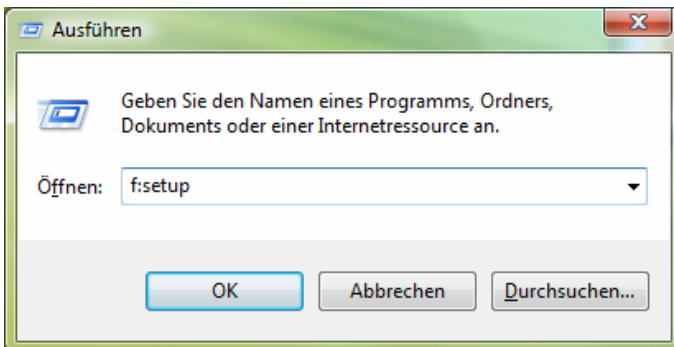 Ausführen
Geben Sie den Namen eines Programms, Ordners,
Dokuments oder einer Internetressource an.
Öffnen: f:setup
OK Abbrechen Durchsuchen...